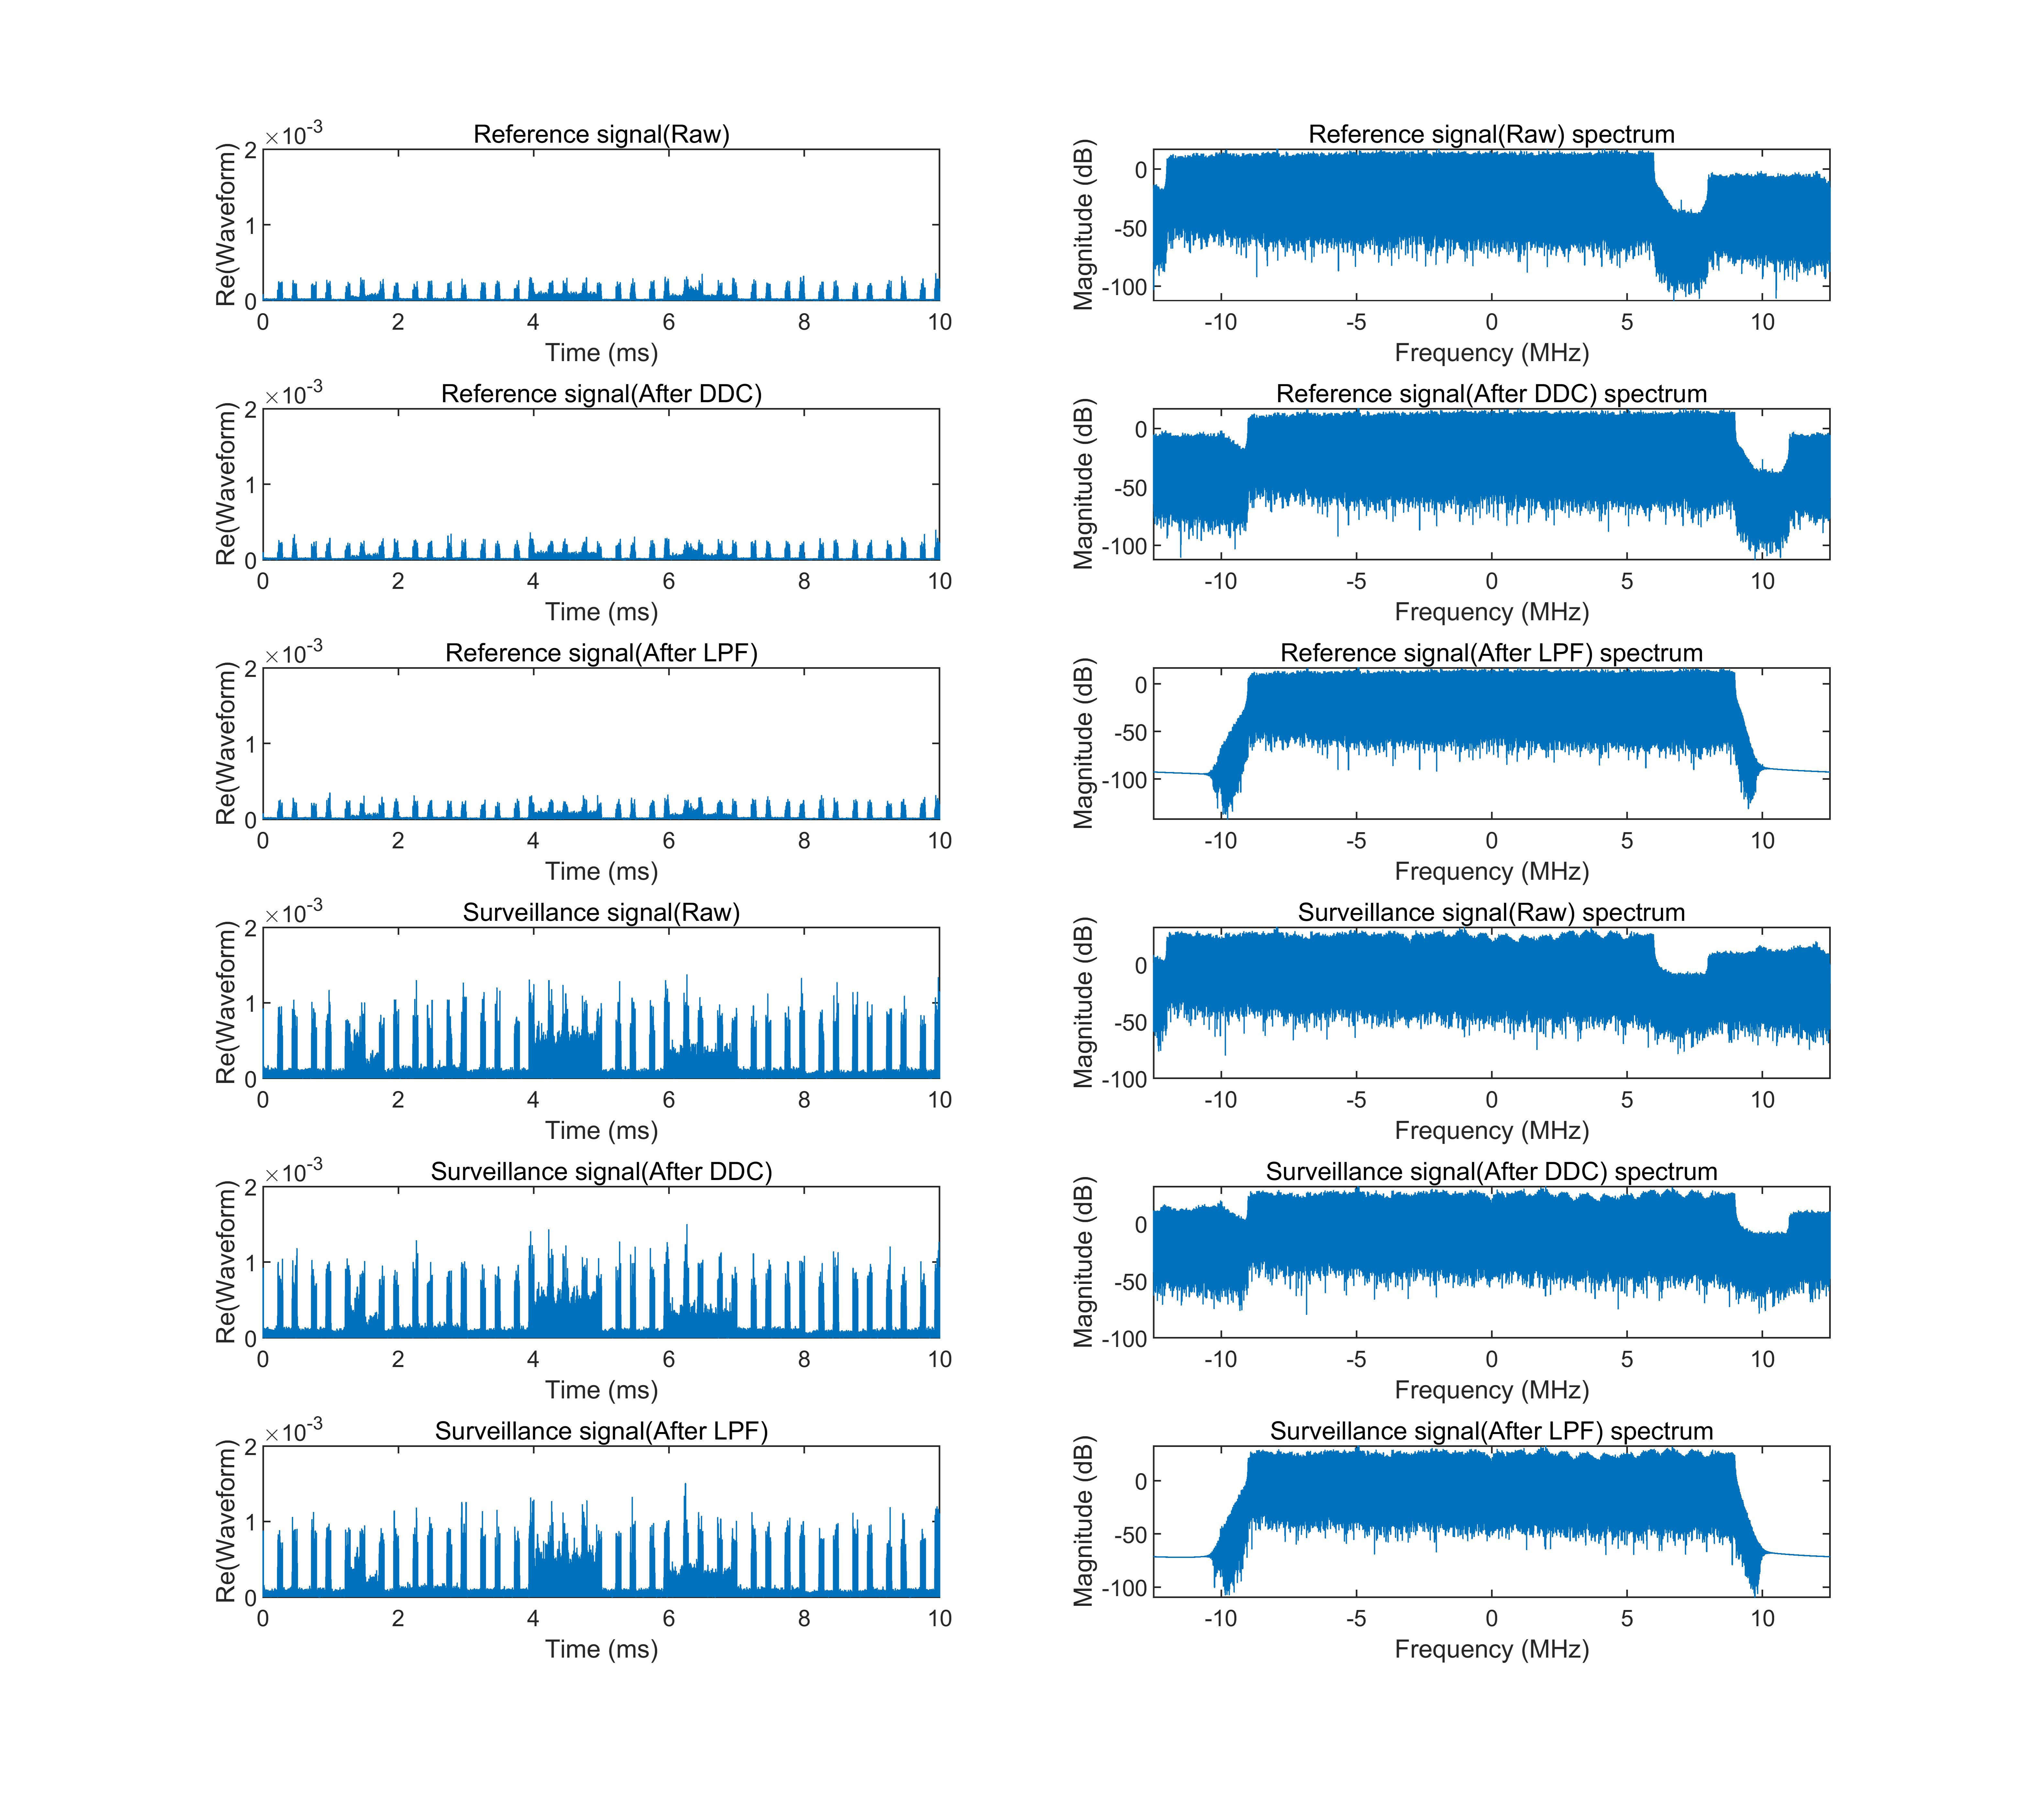 Reference signal(Raw)
×10-3
Re(Waveform)
2
1
0
0 2 4 6 8 10
Time (ms)
Reference signal(Raw) spectrum
Magnitude (dB)
0
-50
-100
-10 -5 0 5 10
Frequency (MHz)
Reference signal(After DDC)
×10-3
Re(Waveform)
2
1
0
0 2 4 6 8 10
Time (ms)
Reference signal(After DDC) spectrum
Magnitude (dB)
0
-50
-100
-10 -5 0 5 10
Frequency (MHz)
Reference signal(After LPF)
×10-3
Re(Waveform)
2
1
0
0 2 4 6 8 10
Time (ms)
Reference signal(After LPF) spectrum
Magnitude (dB)
0
-50
-100
-10 -5 0 5 10
Frequency (MHz)
Surveillance signal(Raw)
×10-3
Re(Waveform)
2
1
0
0 2 4 6 8 10
Time (ms)
Surveillance signal(Raw) spectrum
Magnitude (dB)
0
-50
-100
-10 -5 0 5 10
Frequency (MHz)
Surveillance signal(After DDC)
×10-3
Re(Waveform)
2
1
0
0 2 4 6 8 10
Time (ms)
Surveillance signal(After DDC) spectrum
Magnitude (dB)
0
-50
-100
-10 -5 0 5 10
Frequency (MHz)
Surveillance signal(After LPF)
×10-3
Re(Waveform)
2
1
0
0 2 4 6 8 10
Time (ms)
Surveillance signal(After LPF) spectrum
Magnitude (dB)
0
-50
-100
-10 -5 0 5 10
Frequency (MHz)